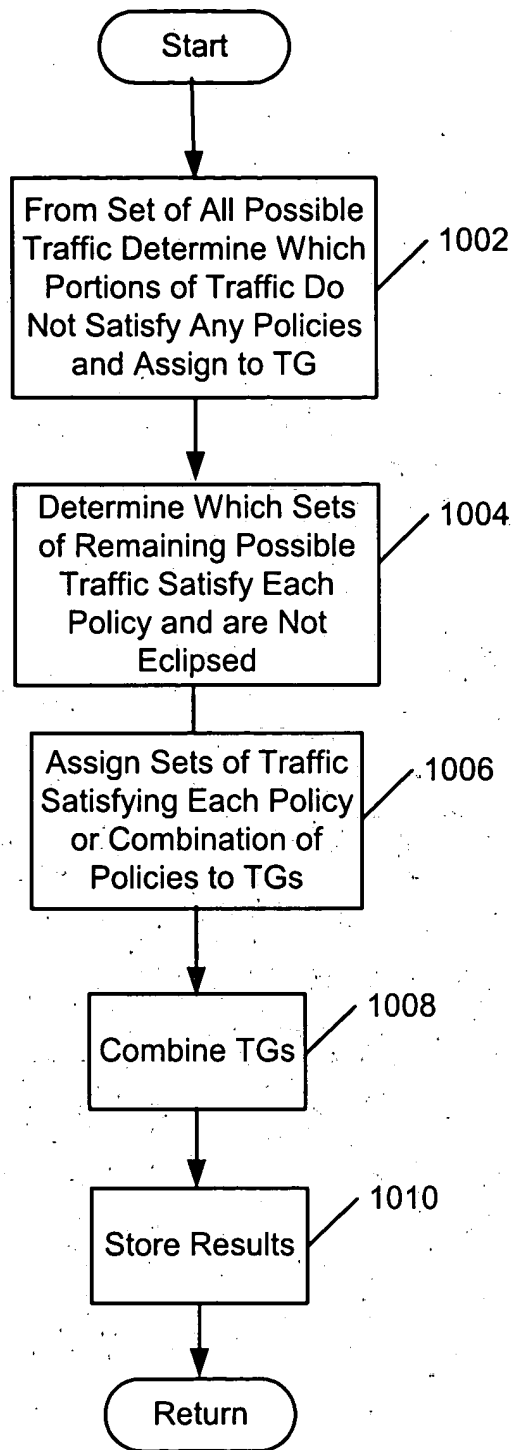 Start
From Set of All Possible
Traffic Determine Which
Portions of Traffic Do
Not Satisfy Any Policies
and Assign to TG
1002
Determine Which Sets
of Remaining Possible
Traffic Satisfy Each
Policy and are Not
Eclipsed
1004
Assign Sets of Traffic
Satisfying Each Policy
or Combination of
Policies to TGs
1006
Combine TGs
1008
Store Results
1010
Return